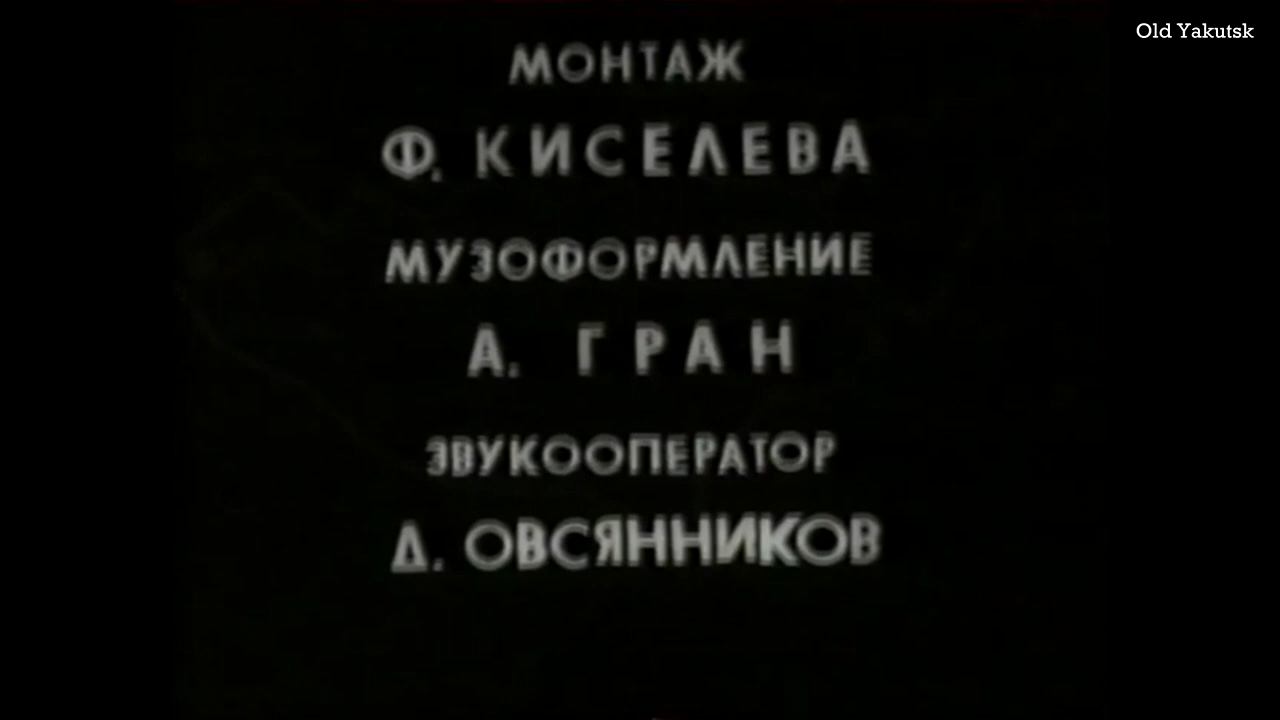 Old Yakutsk
МОНТАЖ
Ф. КИСЕЛЕВА
МУЗОФОРМЛЕНИЕ
А. ГРАН
ЗВУКООПЕРАТОР
Д. ОВСЯННИКОВ